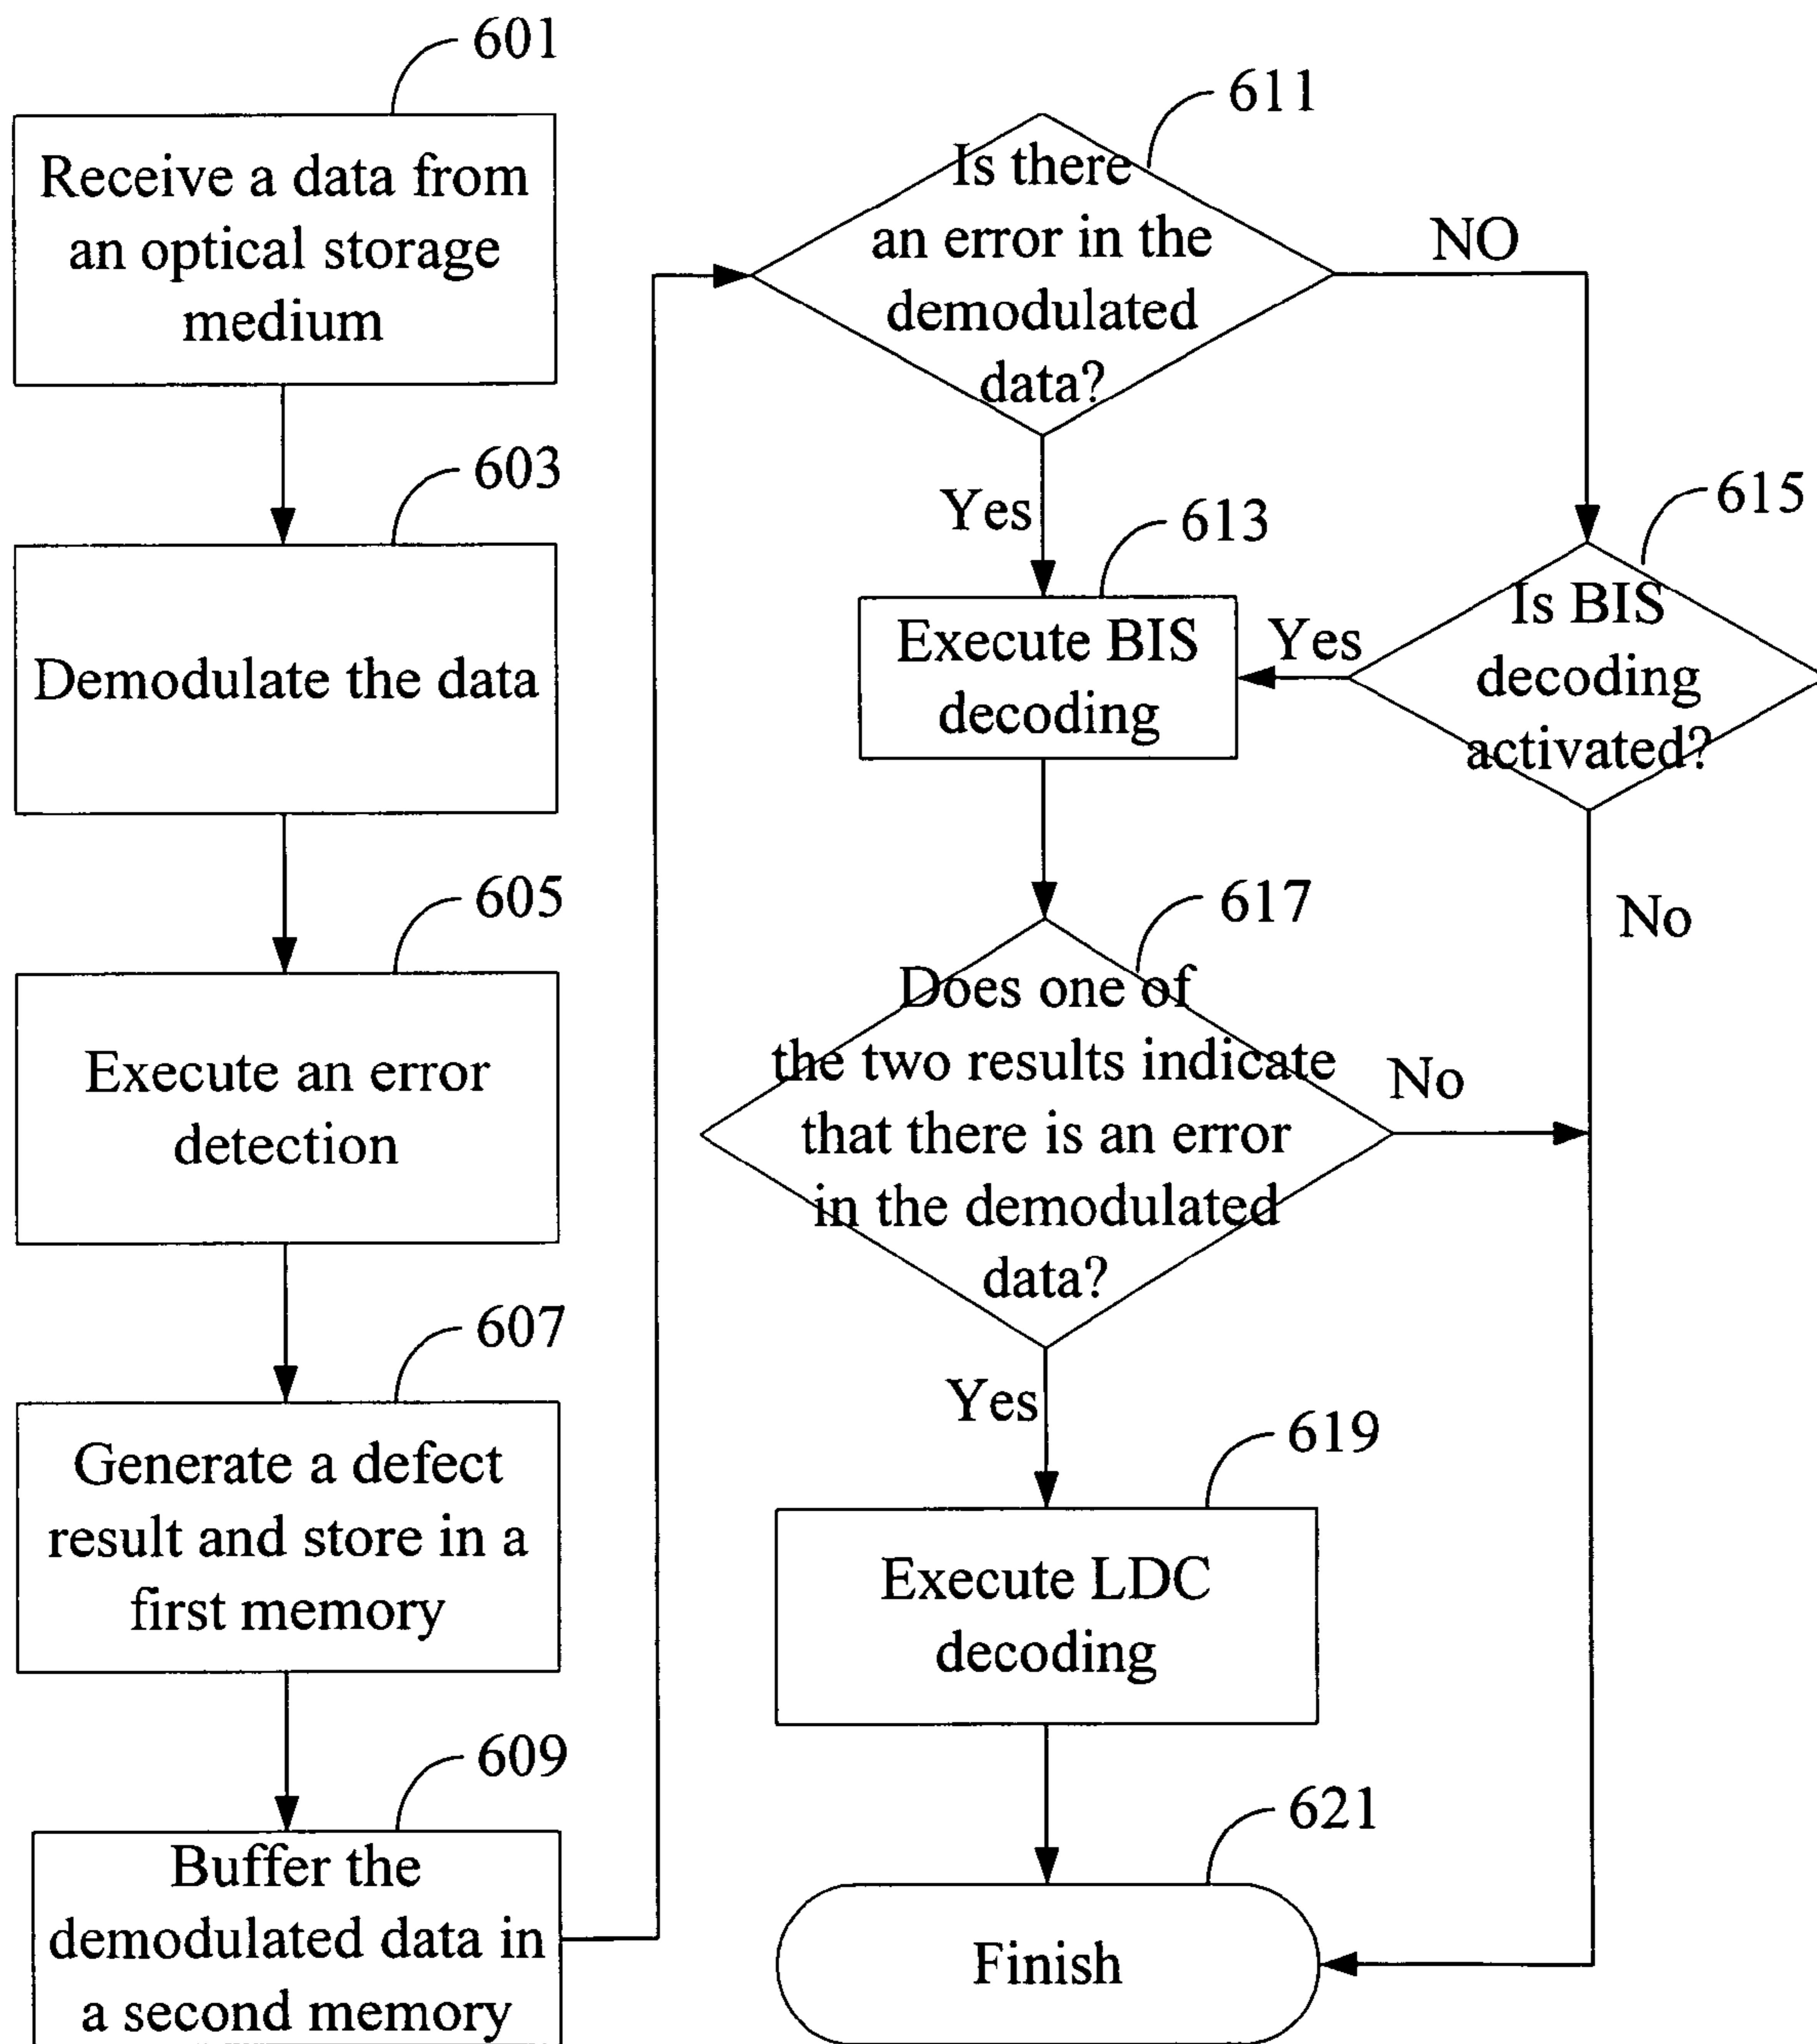 601
Receive a data from
an optical storage
medium
603
Demodulate the data
605
Execute an error
detection
607
Generate a defect
result and store in a
first memory
609
Buffer the
demodulated data in
a second memory
611
Is there
an error in the
demodulated
data?
NO
Yes
613
Execute BIS
decoding
615
Is BIS
decoding
activated?
Yes
No
617
Does one of
the two results indicate
that there is an error
in the demodulated
data?
No
Yes
619
Execute LDC
decoding
621
Finish